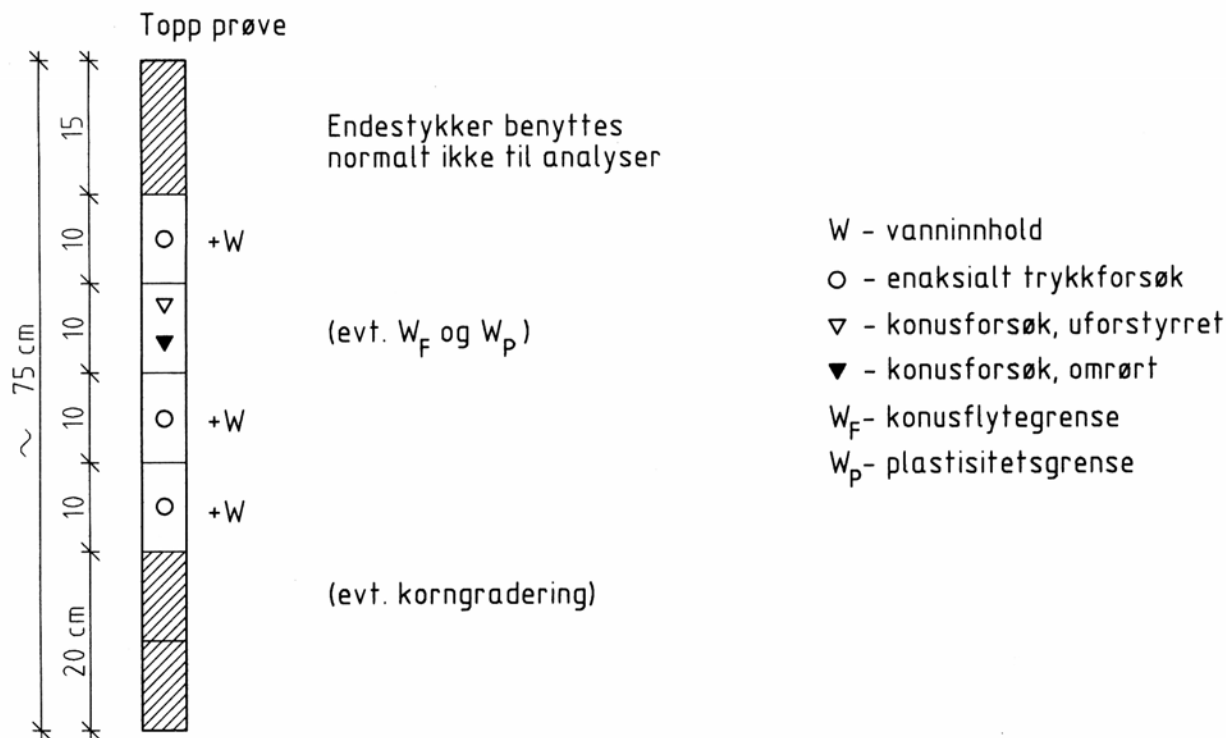 Topp prøve
~ 75 cm
15
10
10
10
10
20 cm
Endestykker benyttes
normalt ikke til analyser
+W
(evt. W_F og W_P)
+W
+W
(evt. korngradering)
W - vanninnhold
○ - enaksialt trykkforsøk
▽ - konusforsøk, uforstyrret
▼ - konusforsøk, omrørt
W_F - konusflytegrense
W_P - plastisitetsgrense